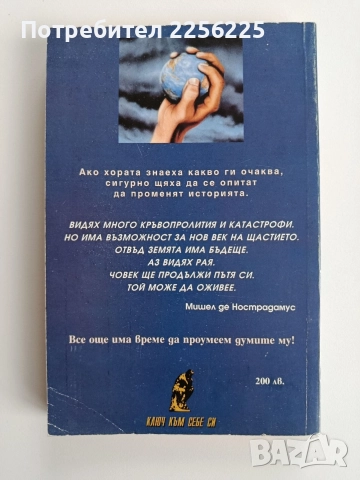 Потребител 2256252
Ако хората знаеха какво ги очаква,
сигурно щяха да се опитат
да променят историята.
ВИДЯХ МНОГО КРЪВОПРОЛИТИЯ И КАТАСТРОФИ.
НО ИМА ВЪЗМОЖНОСТ ЗА НОВ ВЕК НА ЩАСТИЕТО.
ОТВЪД ЗЕМЯТА ИМА БЪДЕЩЕ.
АЗ ВИДЯХ РАЯ.
ЧОВЕК ЩЕ ПРОДЪЛЖИ ПЪТЯ СИ.
ТОЙ МОЖЕ ДА ОЖИВЕЕ.
Мишел де Нострадамус
Все още има време да проумеем думите му!
200 лв.
КЛЮЧ КЪМ СЕБЕ СИ
BAZAR